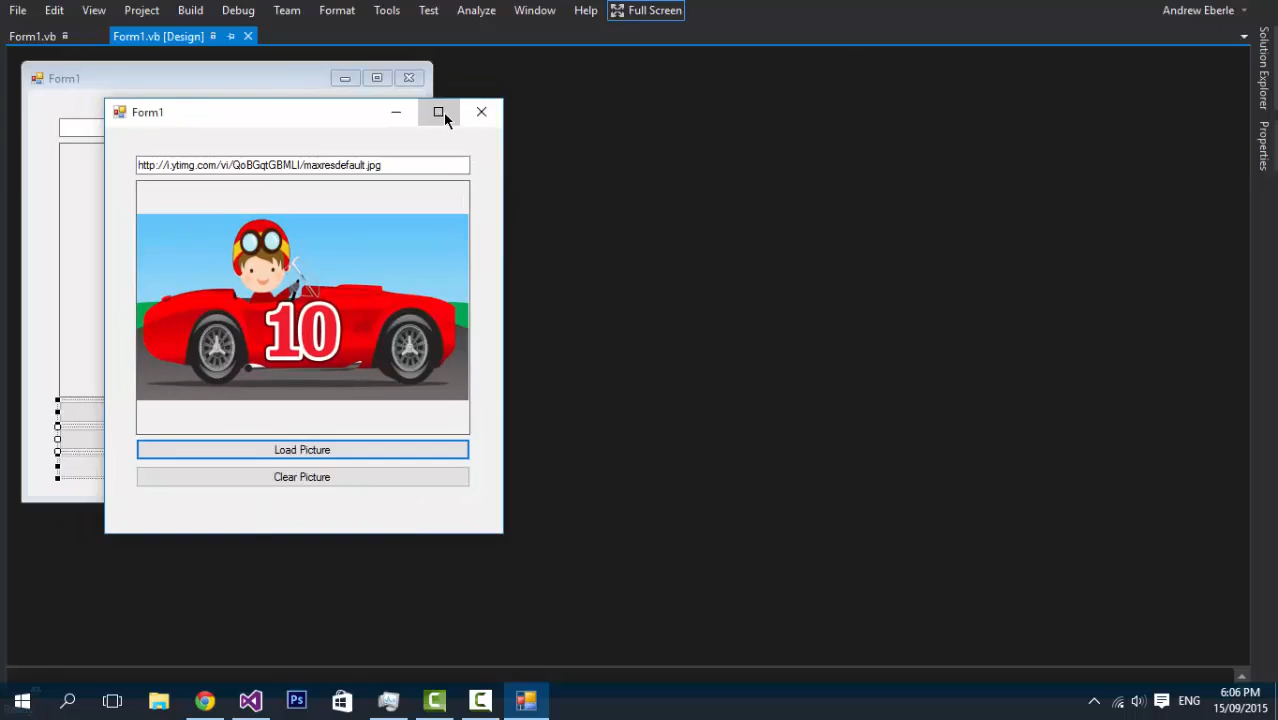 File Edit View Project Build Debug Team Format Tools Test Analyze Window Help Full Screen Andrew Eberle
Form1.vb Form1.vb [Design]
Solution Explorer
Properties
Form1
Form1
http://i.ytimg.com/vi/QoBGqtGBMLI/maxresdefault.jpg
10
Load Picture
Clear Picture
Ps
ENG
6:06 PM
15/09/2015